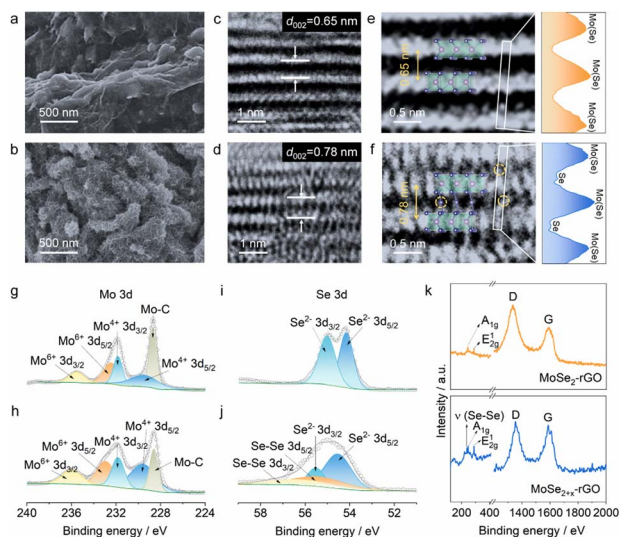 a
500 nm
c
d002=0.65 nm
1 nm
e
0.65 nm
0.5 nm
Mo(Se)
Mo(Se)
Mo(Se)
b
500 nm
d
d002=0.78 nm
1 nm
f
0.78 nm
0.5 nm
Mo(Se)
Se
Mo(Se)
Se
Mo(Se)
g
Mo 3d
Mo-C
Mo4+ 3d3/2
Mo6+ 3d5/2
Mo6+ 3d3/2
Mo4+ 3d5/2
h
Mo4+ 3d5/2
Mo4+ 3d3/2
Mo6+ 3d5/2
Mo6+ 3d3/2
Mo-C
240 236 232 228 224
Binding energy / eV
i
Se 3d
Se2- 3d3/2
Se2- 3d5/2
j
Se2- 3d3/2
Se2- 3d5/2
Se-Se 3d5/2
Se-Se 3d3/2
58 56 54 52
Binding energy / eV
k
D
G
A1g
E12g
MoSe2-rGO
ν (Se-Se)
A1g
E12g
D
G
MoSe2+x-rGO
Intensity / a.u.
200 400 1400 1600 1800 2000
Binding energy / eV